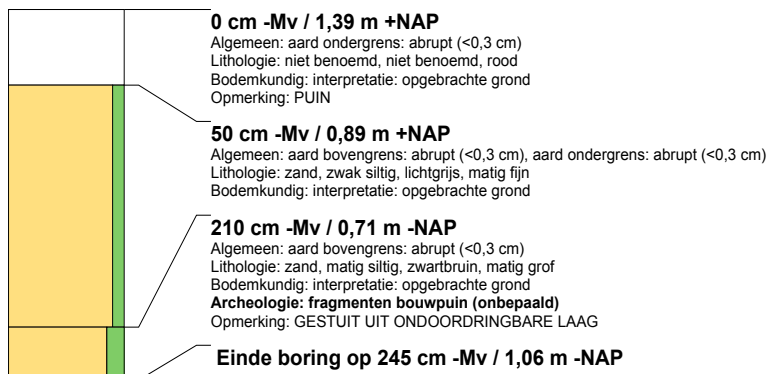 0 cm -Mv / 1,39 m +NAP
Algemeen: aard ondergrens: abrupt (<0,3 cm)
Lithologie: niet benoemd, niet benoemd, rood
Bodemkundig: interpretatie: opgebrachte grond
Opmerking: PUIN
50 cm -Mv / 0,89 m +NAP
Algemeen: aard bovengrens: abrupt (<0,3 cm), aard ondergrens: abrupt (<0,3 cm)
Lithologie: zand, zwak siltig, lichtgrijs, matig fijn
Bodemkundig: interpretatie: opgebrachte grond
210 cm -Mv / 0,71 m -NAP
Algemeen: aard bovengrens: abrupt (<0,3 cm)
Lithologie: zand, matig siltig, zwartbruin, matig grof
Bodemkundig: interpretatie: opgebrachte grond
Archeologie: fragmenten bouwpuin (onbepaald)
Opmerking: GESTUIT UIT ONDOORDRINGBARE LAAG
Einde boring op 245 cm -Mv / 1,06 m -NAP